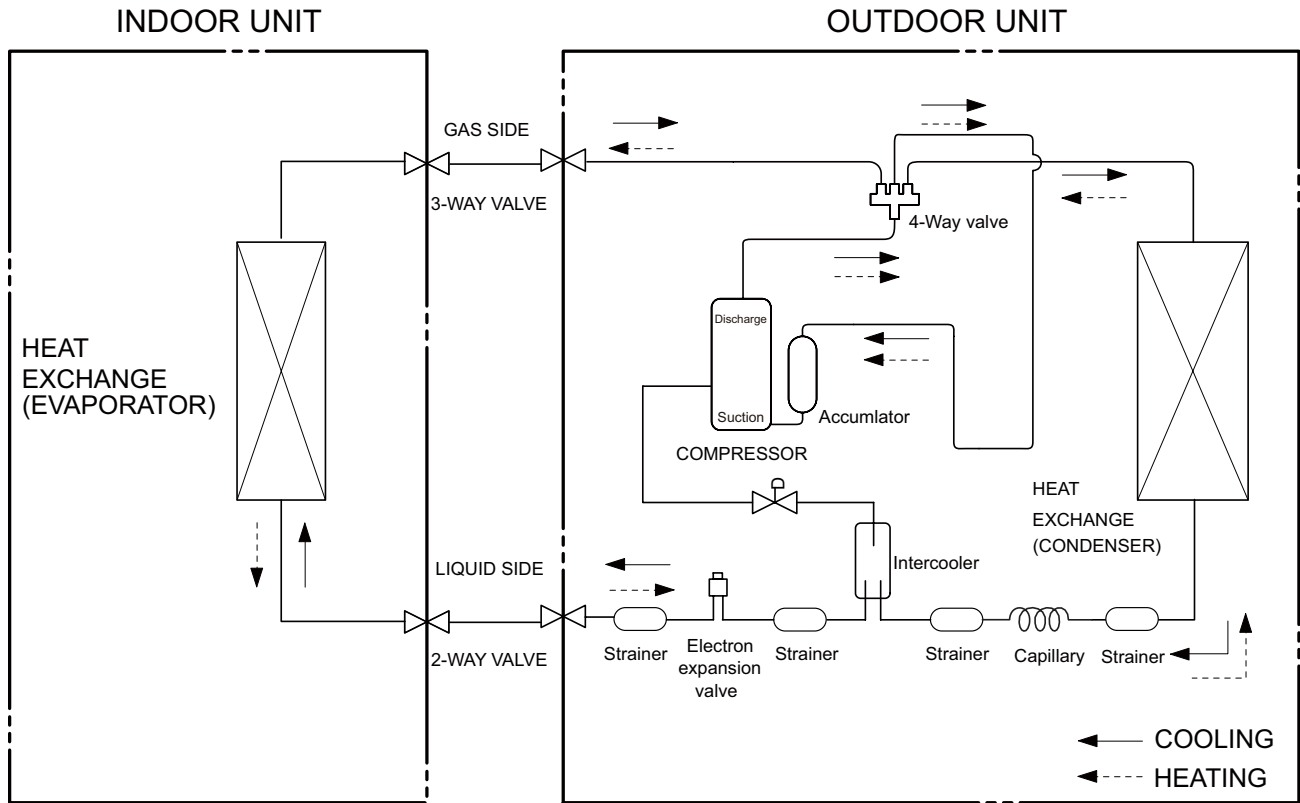 INDOOR UNIT
OUTDOOR UNIT
GAS SIDE
3-WAY VALVE
4-Way valve
Discharge
Suction
Accumlator
COMPRESSOR
HEAT
EXCHANGE
(EVAPORATOR)
HEAT
EXCHANGE
(CONDENSER)
Intercooler
LIQUID SIDE
2-WAY VALVE
Strainer
Electron
expansion
valve
Strainer
Strainer
Capillary
Strainer
COOLING
HEATING